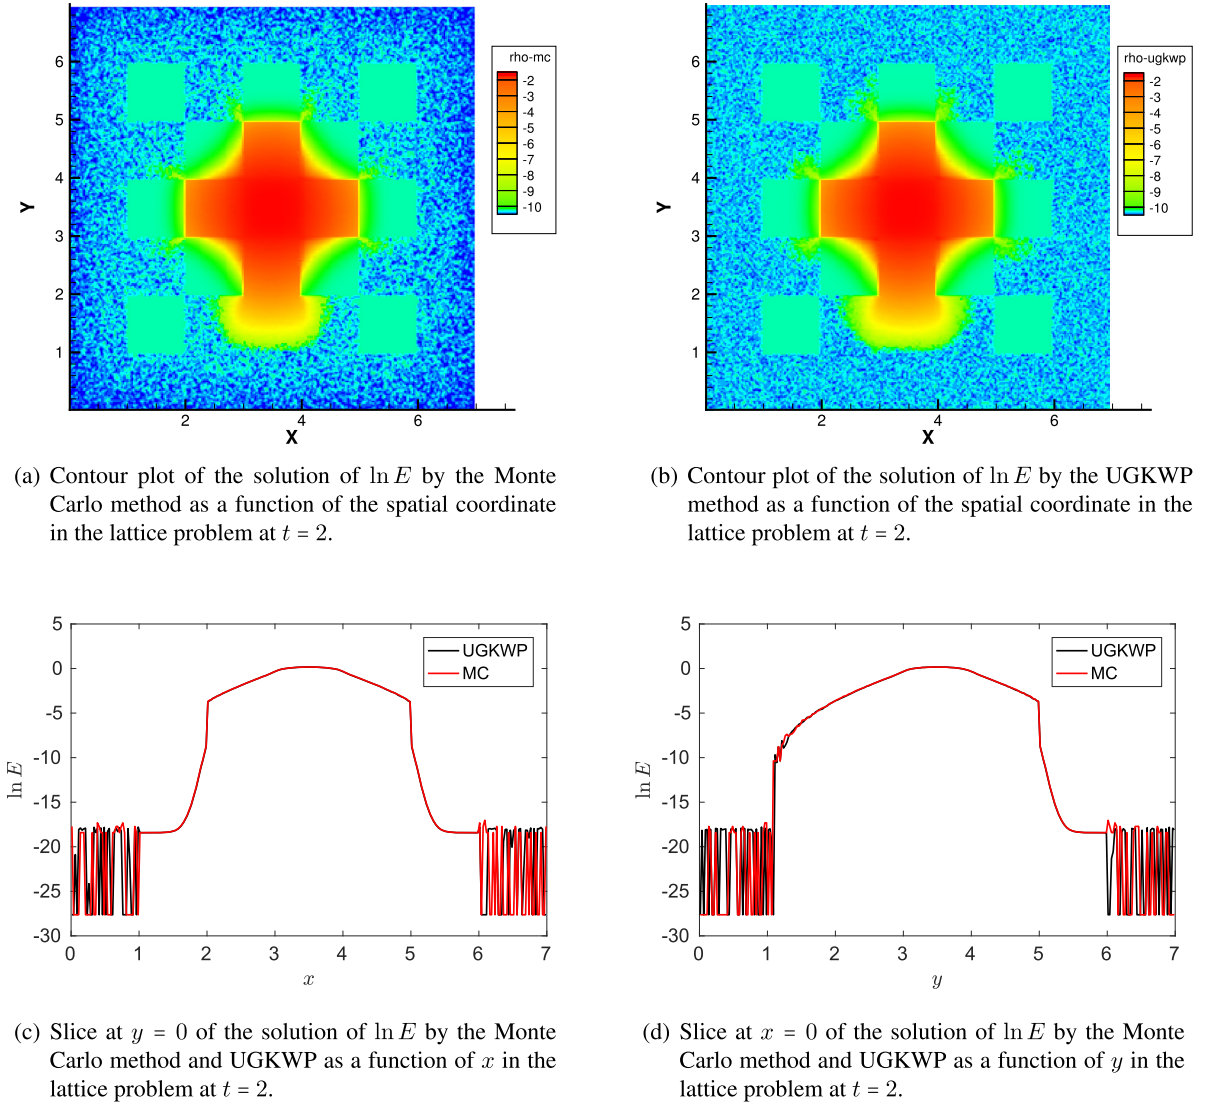 rho-mc
-2
-3
-4
-5
-6
-7
-8
-9
-10
Y
6
5
4
3
2
1
2
4
6
X
rho-ugkwp
-2
-3
-4
-5
-6
-7
-8
-9
-10
Y
6
5
4
3
2
1
2
4
6
X
(a) Contour plot of the solution of ln E by the Monte
Carlo method as a function of the spatial coordinate
in the lattice problem at t = 2.
(b) Contour plot of the solution of ln E by the UGKWP
method as a function of the spatial coordinate in the
lattice problem at t = 2.
5
0
-5
-10
-15
-20
-25
-30
ln E
UGKWP
MC
0 1 2 3 4 5 6 7
x
5
0
-5
-10
-15
-20
-25
-30
ln E
UGKWP
MC
0 1 2 3 4 5 6 7
y
(c) Slice at y = 0 of the solution of ln E by the Monte
Carlo method and UGKWP as a function of x in the
lattice problem at t = 2.
(d) Slice at x = 0 of the solution of ln E by the Monte
Carlo method and UGKWP as a function of y in the
lattice problem at t = 2.